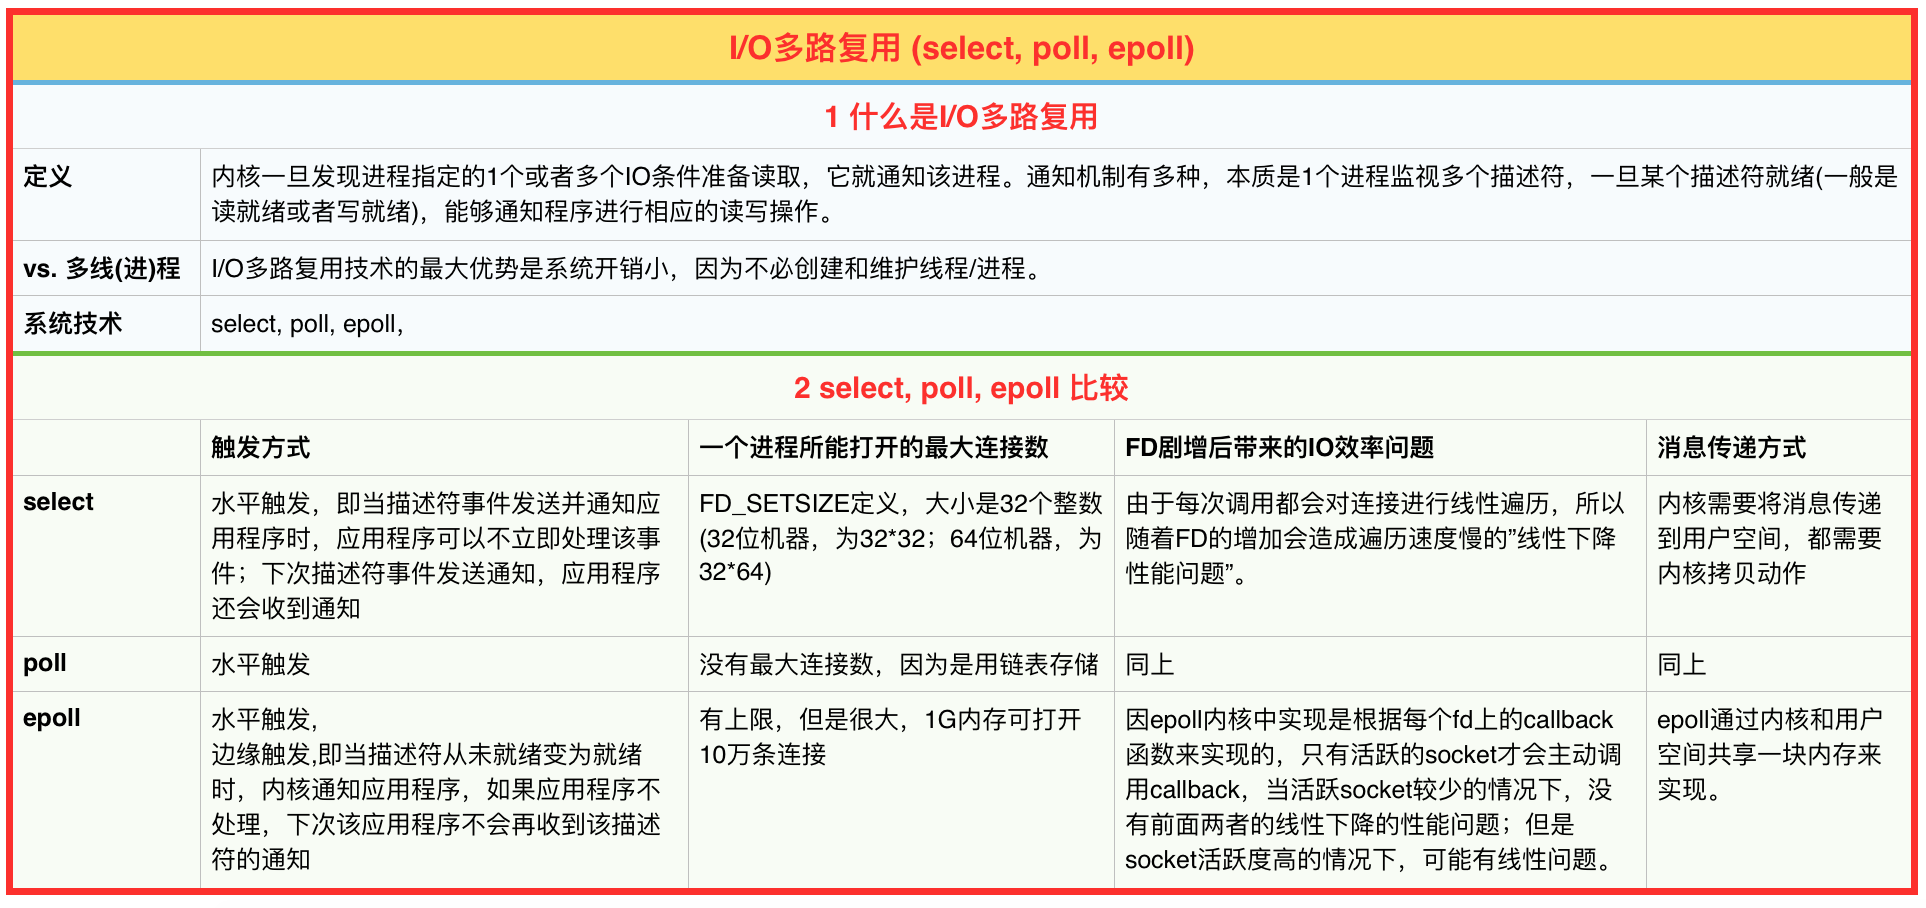 I/O多路复用 (select, poll, epoll)
1 什么是I/O多路复用
定义
内核一旦发现进程指定的1个或者多个IO条件准备读取，它就通知该进程。通知机制有多种，本质是1个进程监视多个描述符，一旦某个描述符就绪(一般是
读就绪或者写就绪)，能够通知程序进行相应的读写操作。
vs. 多线(进)程
I/O多路复用技术的最大优势是系统开销小，因为不必创建和维护线程/进程。
系统技术
select, poll, epoll，
2 select, poll, epoll 比较
触发方式
一个进程所能打开的最大连接数
FD剧增后带来的IO效率问题
消息传递方式
select
水平触发，即当描述符事件发送并通知应
用程序时，应用程序可以不立即处理该事
件；下次描述符事件发送通知，应用程序
还会收到通知
FD_SETSIZE定义，大小是32个整数
(32位机器，为32*32；64位机器，为
32*64)
由于每次调用都会对连接进行线性遍历，所以
随着FD的增加会造成遍历速度慢的”线性下降
性能问题”。
内核需要将消息传递
到用户空间，都需要
内核拷贝动作
poll
水平触发
没有最大连接数，因为是用链表存储
同上
同上
epoll
水平触发，
边缘触发,即当描述符从未就绪变为就绪
时，内核通知应用程序，如果应用程序不
处理，下次该应用程序不会再收到该描述
符的通知
有上限，但是很大，1G内存可打开
10万条连接
因epoll内核中实现是根据每个fd上的callback
函数来实现的，只有活跃的socket才会主动调
用callback，当活跃socket较少的情况下，没
有前面两者的线性下降的性能问题；但是
socket活跃度高的情况下，可能有线性问题。
epoll通过内核和用户
空间共享一块内存来
实现。